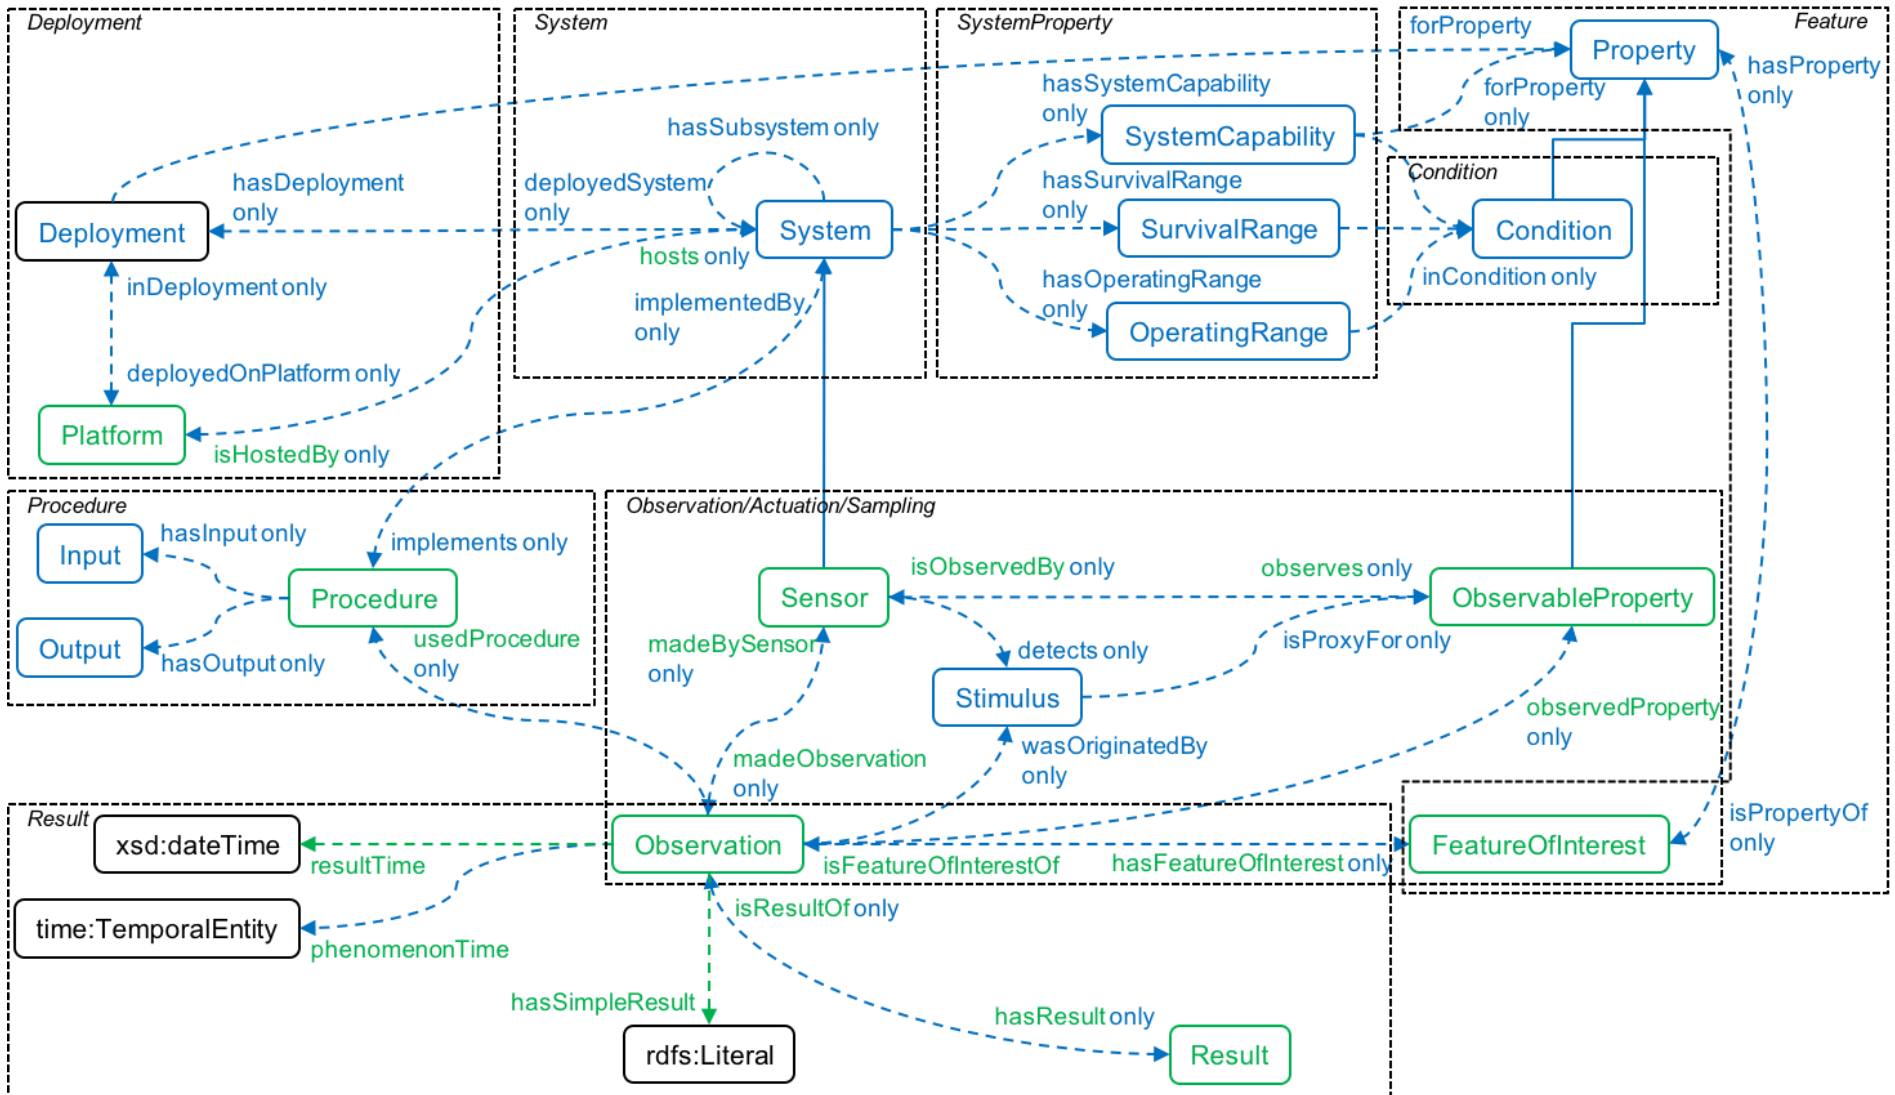 Deployment
System
SystemProperty
Feature
forProperty
Property
hasProperty
only
hasSystemCapability
only
forProperty
only
SystemCapability
hasSubsystem only
Condition
hasDeployment
only
deployedSystem
only
hasSurvivalRange
only
Deployment
System
SurvivalRange
Condition
hosts only
inDeployment only
implementedBy
only
hasOperatingRange
only
inCondition only
OperatingRange
deployedOnPlatform only
Platform
isHostedBy only
Procedure
Observation/Actuation/Sampling
Input
hasInput only
implements only
Procedure
Output
hasOutput only
usedProcedure
only
isObservedBy only
observes only
Sensor
ObservableProperty
madeBySensor
only
detects only
isProxyFor only
Stimulus
observedProperty
only
madeObservation
only
wasOriginatedBy
only
Result
xsd:dateTime
resultTime
Observation
isFeatureOfInterestOf
hasFeatureOfInterest only
FeatureOfInterest
isPropertyOf
only
time:TemporalEntity
phenomenonTime
isResultOf only
hasSimpleResult
hasResult only
rdfs:Literal
Result